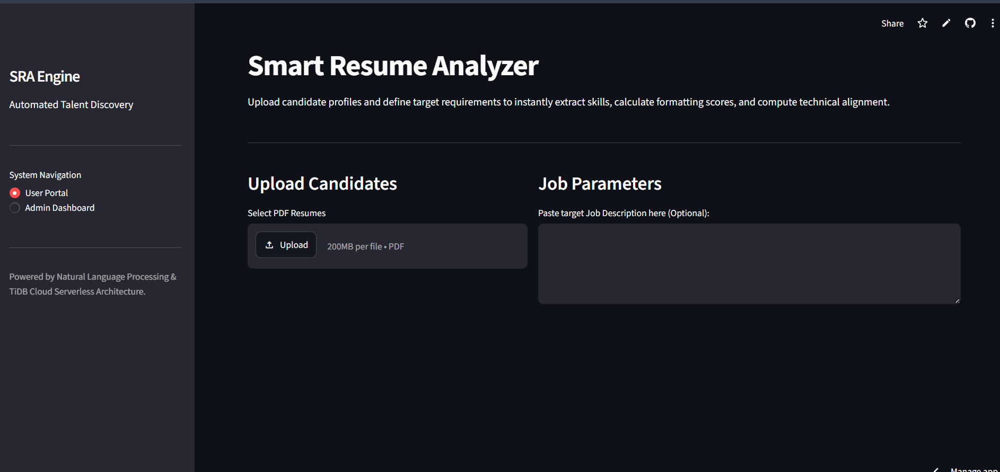 Share
SRA Engine
Automated Talent Discovery
System Navigation
User Portal
Admin Dashboard
Powered by Natural Language Processing &
TiDB Cloud Serverless Architecture.
Smart Resume Analyzer
Upload candidate profiles and define target requirements to instantly extract skills, calculate formatting scores, and compute technical alignment.
Upload Candidates
Select PDF Resumes
Upload
200MB per file • PDF
Job Parameters
Paste target Job Description here (Optional):
Manage app